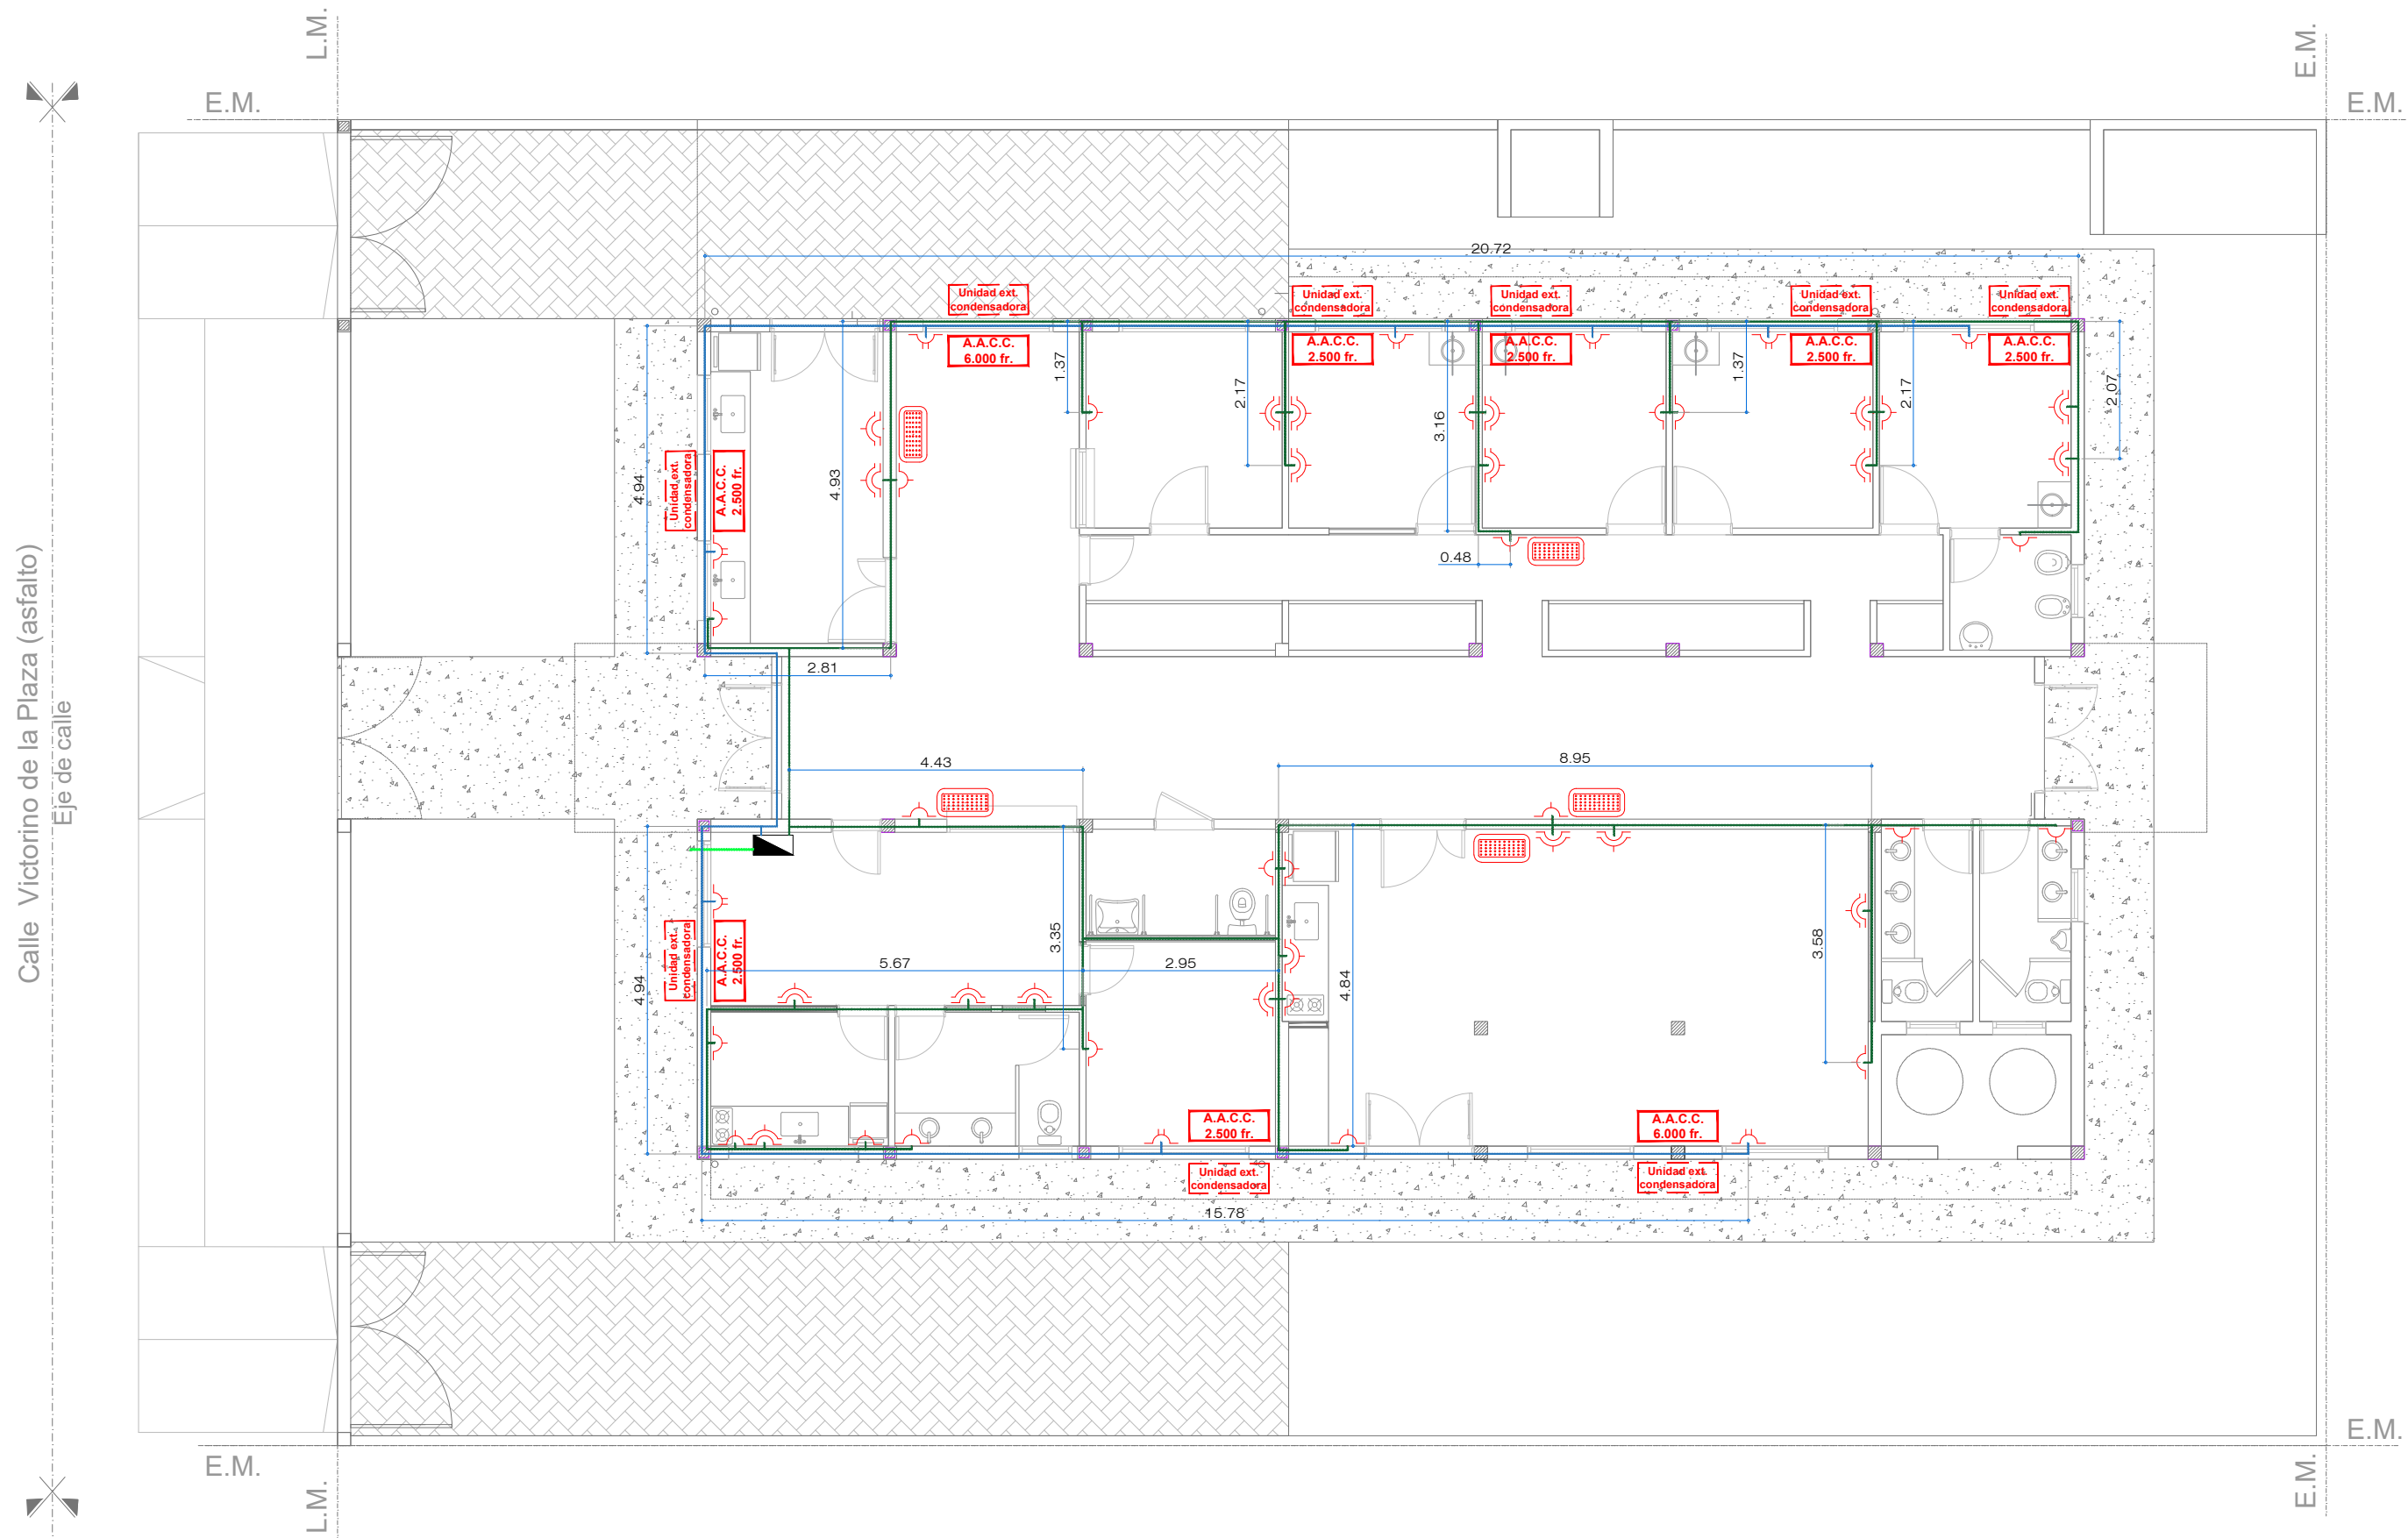 L.M.
E.M.
E.M.
E.M.
20.72
Unidad ext.
condensadora
Unidad ext.
condensadora
Unidad ext.
condensadora
Unidad ext.
condensadora
Unidad ext.
condensadora
A.A.C.C.
6.000 fr.
A.A.C.C.
2.500 fr.
A.A.C.C.
2.500 fr.
A.A.C.C.
2.500 fr.
A.A.C.C.
2.500 fr.
1.37
2.17
3.16
1.37
2.17
2.07
4.94
Unidad ext.
condensadora
A.A.C.C.
2.500 fr.
4.93
0.48
2.81
Calle Victorino de la Plaza (asfalto)
Eje de calle
4.43
8.95
4.94
Unidad ext.
condensadora
A.A.C.C.
2.500 fr.
5.67
3.35
2.95
4.84
3.58
A.A.C.C.
2.500 fr.
A.A.C.C.
6.000 fr.
Unidad ext.
condensadora
Unidad ext.
condensadora
15.78
E.M.
E.M.
L.M.
E.M.